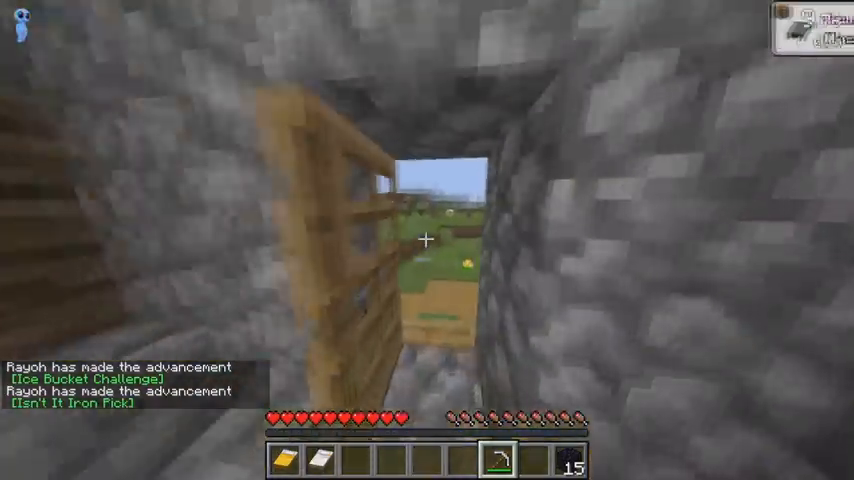 Rayoh has made the advancement
[Ice Bucket Challenge]
Rayoh has made the advancement
[Isn't It Iron Pick]
15